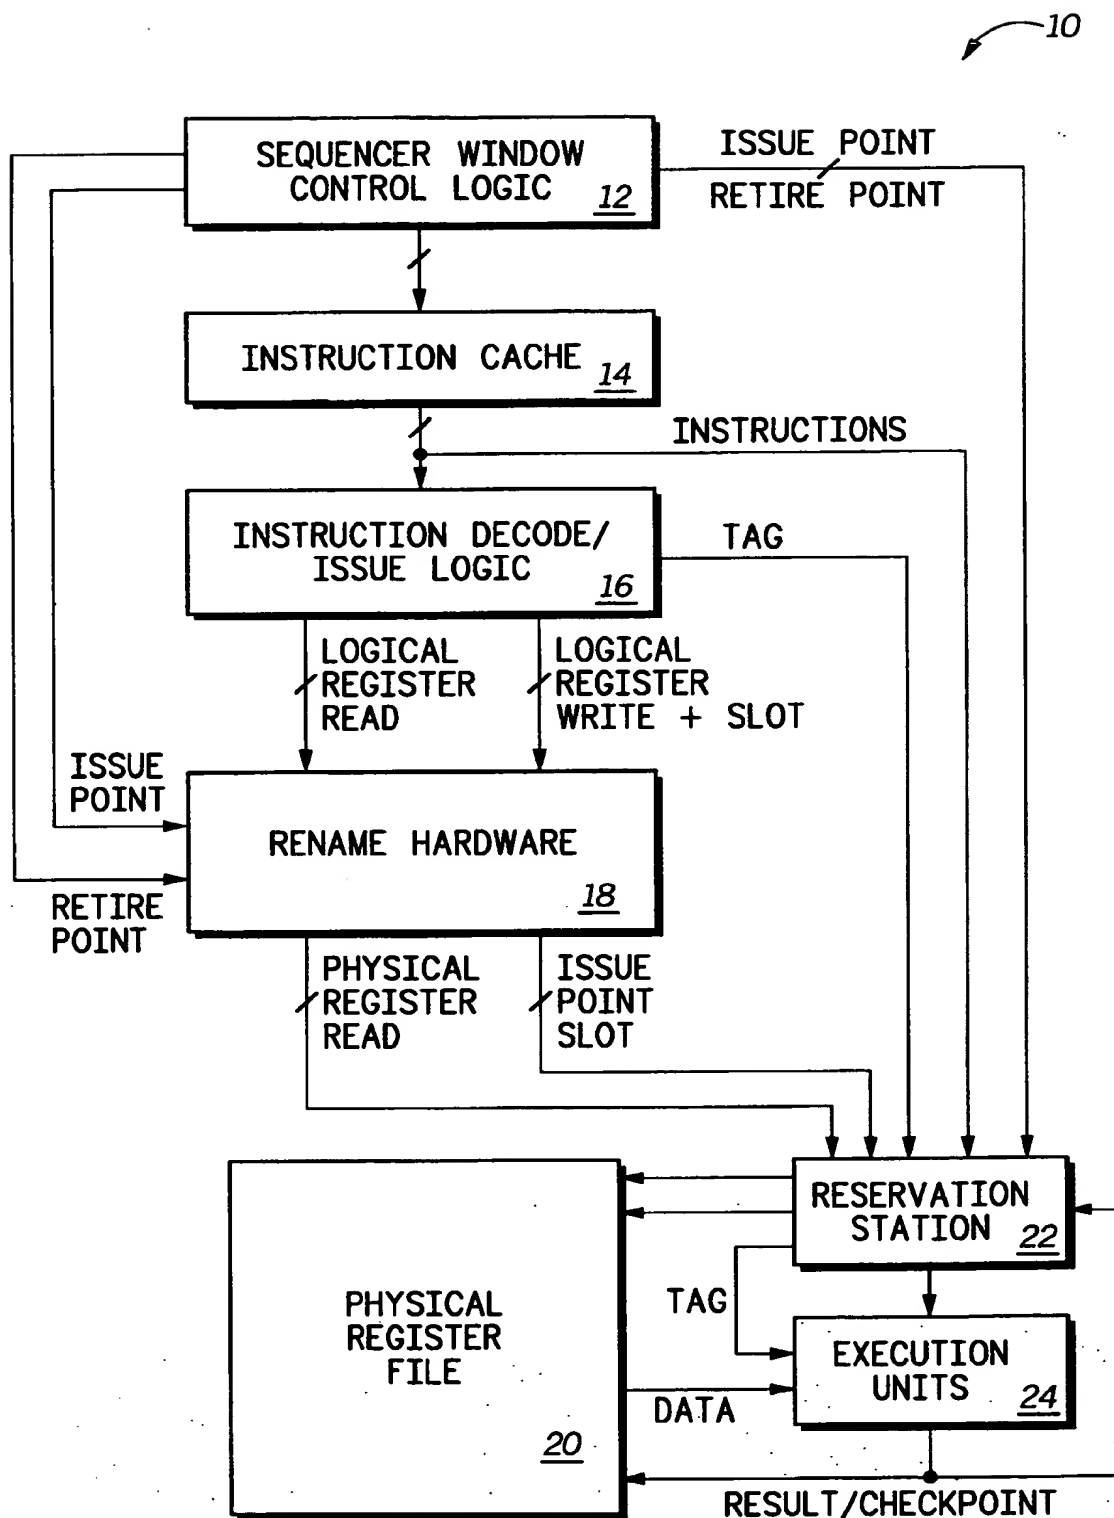 10
SEQUENCER WINDOW
CONTROL LOGIC
12
ISSUE POINT
RETIRE POINT
INSTRUCTION CACHE
14
INSTRUCTIONS
INSTRUCTION DECODE/
ISSUE LOGIC
16
TAG
LOGICAL
REGISTER
READ
LOGICAL
REGISTER
WRITE + SLOT
ISSUE
POINT
RENAME HARDWARE
18
RETIRE
POINT
PHYSICAL
REGISTER
READ
ISSUE
POINT
SLOT
RESERVATION
STATION
22
TAG
PHYSICAL
REGISTER
FILE
20
EXECUTION
UNITS
24
DATA
RESULT/CHECKPOINT